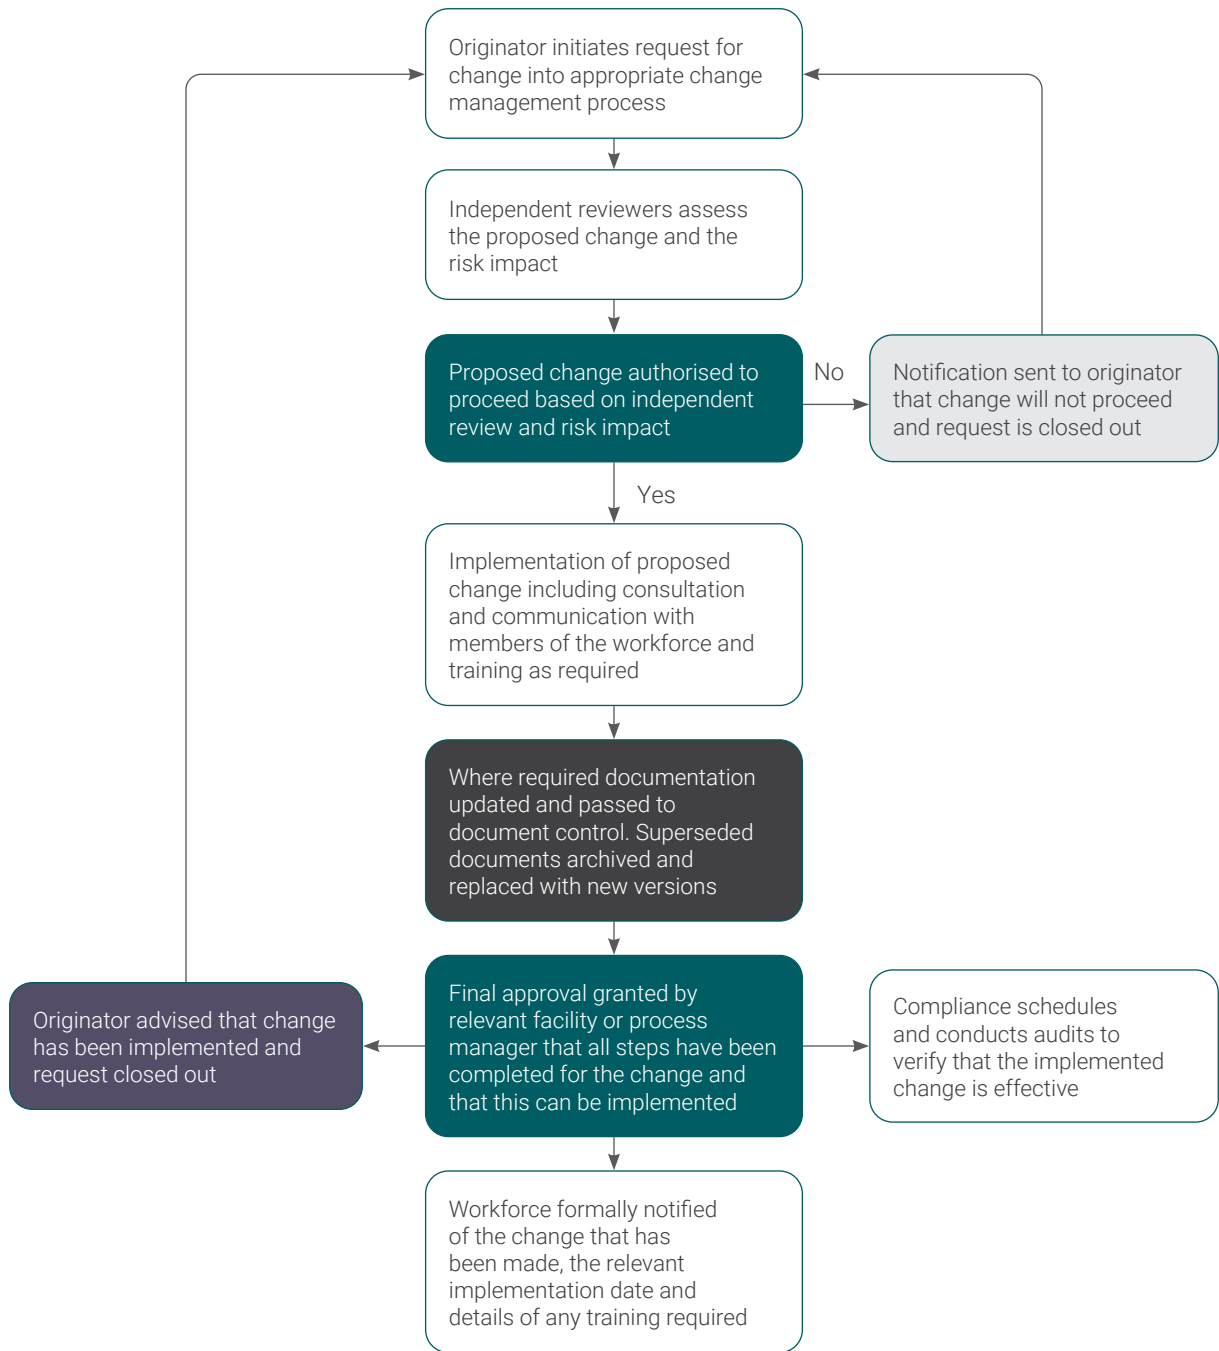 Originator initiates request for
change into appropriate change
management process
Independent reviewers assess
the proposed change and the
risk impact
Proposed change authorised to
proceed based on independent
review and risk impact
No
Notification sent to originator
that change will not proceed
and request is closed out
Yes
Implementation of proposed
change including consultation
and communication with
members of the workforce and
training as required
Where required documentation
updated and passed to
document control. Superseded
documents archived and
replaced with new versions
Originator advised that change
has been implemented and
request closed out
Final approval granted by
relevant facility or process
manager that all steps have been
completed for the change and
that this can be implemented
Compliance schedules
and conducts audits to
verify that the implemented
change is effective
Workforce formally notified
of the change that has
been made, the relevant
implementation date and
details of any training required